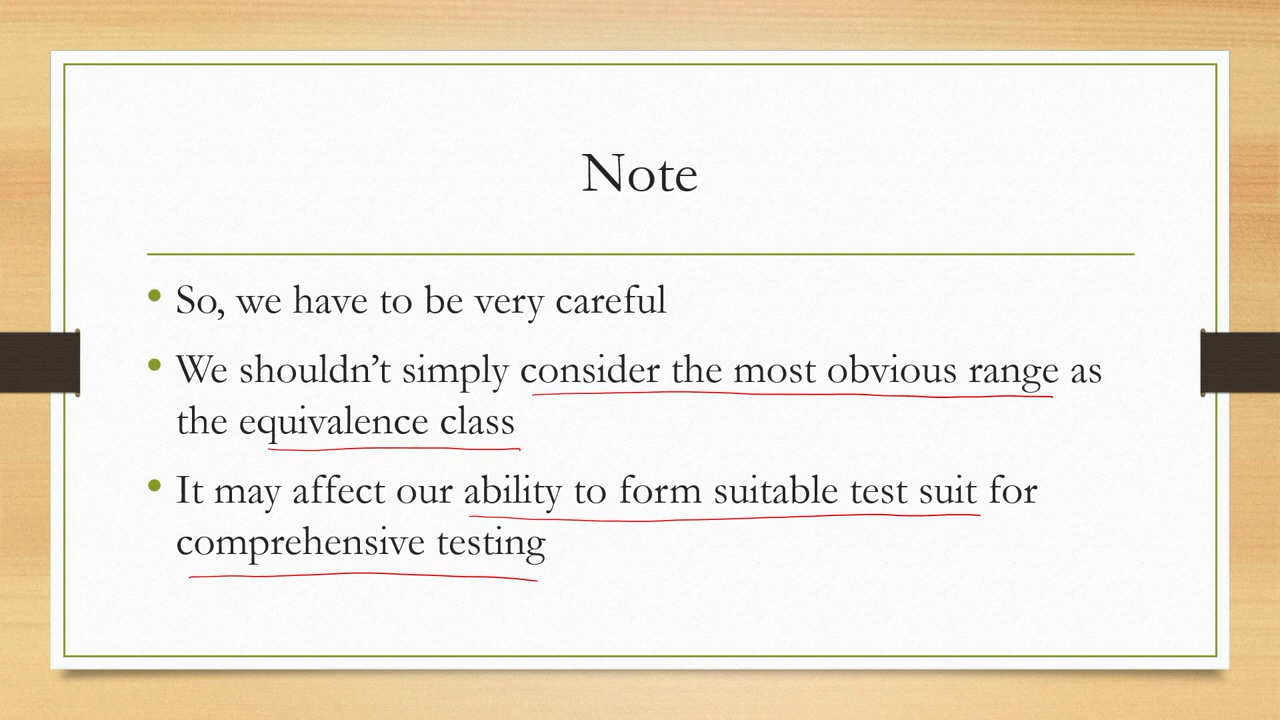 Note
• So, we have to be very careful
• We shouldn’t simply consider the most obvious range as
the equivalence class
• It may affect our ability to form suitable test suit for
comprehensive testing